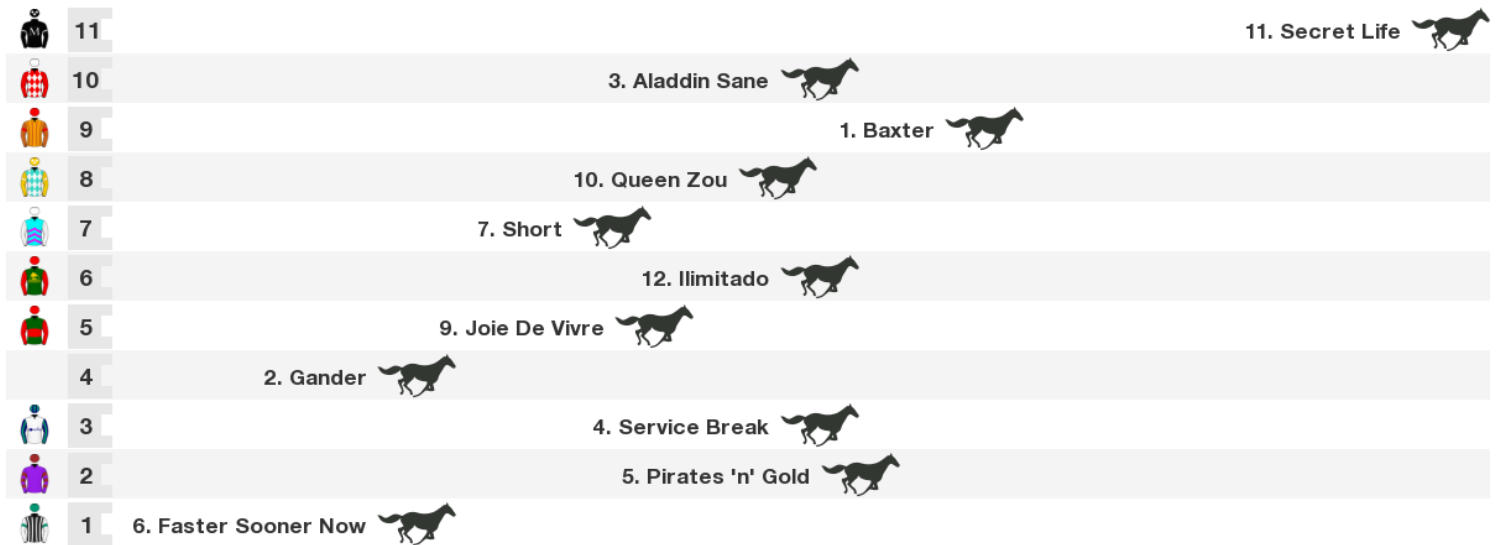 11 11. Secret Life
10 3. Aladdin Sane
9 1. Baxter
8 10. Queen Zou
7 7. Short
6 12. Ilimitado
5 9. Joie De Vivre
4 2. Gander
3 4. Service Break
2 5. Pirates 'n' Gold
1 6. Faster Sooner Now